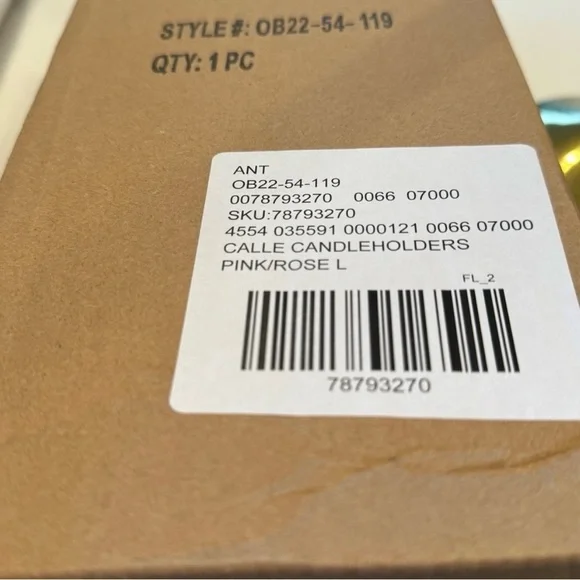 STYLE #: OB22-54-119
QTY: 1 PC
ANT
OB22-54-119
0078793270 0066 07000
SKU:78793270
4554 035591 0000121 0066 07000
CALLE CANDLEHOLDERS
PINK/ROSE L
FL_2
78793270